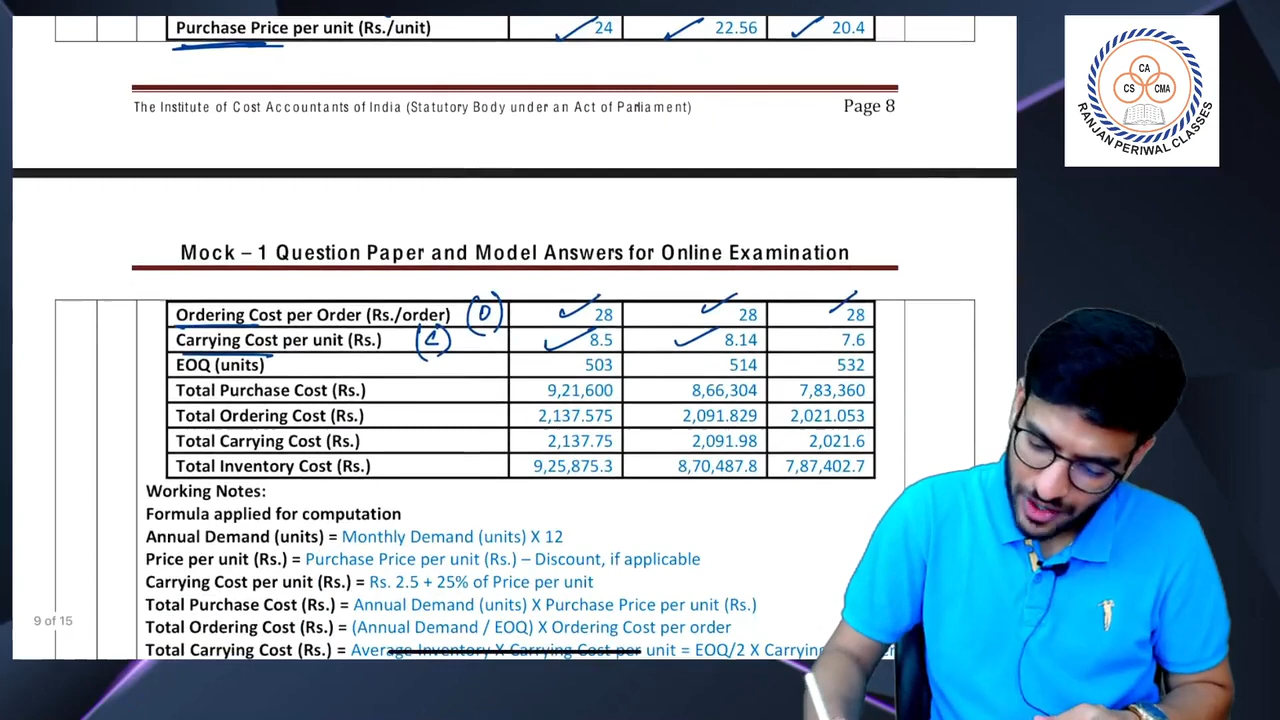 Purchase Price per unit (Rs./unit) 24 22.56 20.4
The Institute of Cost Accountants of India (Statutory Body under an Act of Parliament) Page 8
CA
CS CMA
RANJAN PERIWAL CLASSES
Mock – 1 Question Paper and Model Answers for Online Examination
Ordering Cost per Order (Rs./order) (O) 28 28 28
Carrying Cost per unit (Rs.) (C) 8.5 8.14 7.6
EOQ (units) 503 514 532
Total Purchase Cost (Rs.) 9,21,600 8,66,304 7,83,360
Total Ordering Cost (Rs.) 2,137.575 2,091.829 2,021.053
Total Carrying Cost (Rs.) 2,137.75 2,091.98 2,021.6
Total Inventory Cost (Rs.) 9,25,875.3 8,70,487.8 7,87,402.7
Working Notes:
Formula applied for computation
Annual Demand (units) = Monthly Demand (units) X 12
Price per unit (Rs.) = Purchase Price per unit (Rs.) – Discount, if applicable
Carrying Cost per unit (Rs.) = Rs. 2.5 + 25% of Price per unit
Total Purchase Cost (Rs.) = Annual Demand (units) X Purchase Price per unit (Rs.)
9 of 15
Total Ordering Cost (Rs.) = (Annual Demand / EOQ) X Ordering Cost per order
Total Carrying Cost (Rs.) = Average Inventory X Carrying Cost per unit = EOQ/2 X Carrying